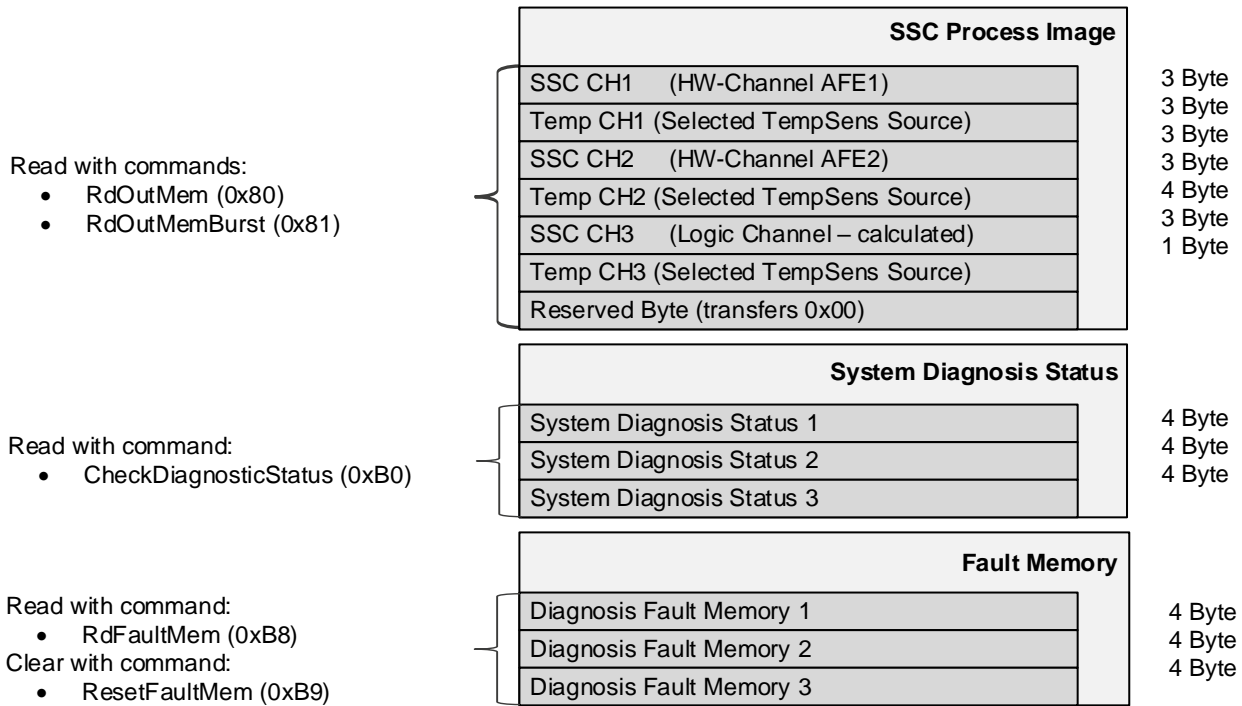 SSC Process Image
SSC CH1 (HW-Channel AFE1)
Temp CH1 (Selected TempSens Source)
SSC CH2 (HW-Channel AFE2)
Temp CH2 (Selected TempSens Source)
SSC CH3 (Logic Channel – calculated)
Temp CH3 (Selected TempSens Source)
Reserved Byte (transfers 0x00)
3 Byte
3 Byte
3 Byte
3 Byte
4 Byte
3 Byte
1 Byte
Read with commands:
• RdOutMem (0x80)
• RdOutMemBurst (0x81)
System Diagnosis Status
System Diagnosis Status 1
System Diagnosis Status 2
System Diagnosis Status 3
4 Byte
4 Byte
4 Byte
Read with command:
• CheckDiagnosticStatus (0xB0)
Fault Memory
Diagnosis Fault Memory 1
Diagnosis Fault Memory 2
Diagnosis Fault Memory 3
4 Byte
4 Byte
4 Byte
Read with command:
• RdFaultMem (0xB8)
Clear with command:
• ResetFaultMem (0xB9)